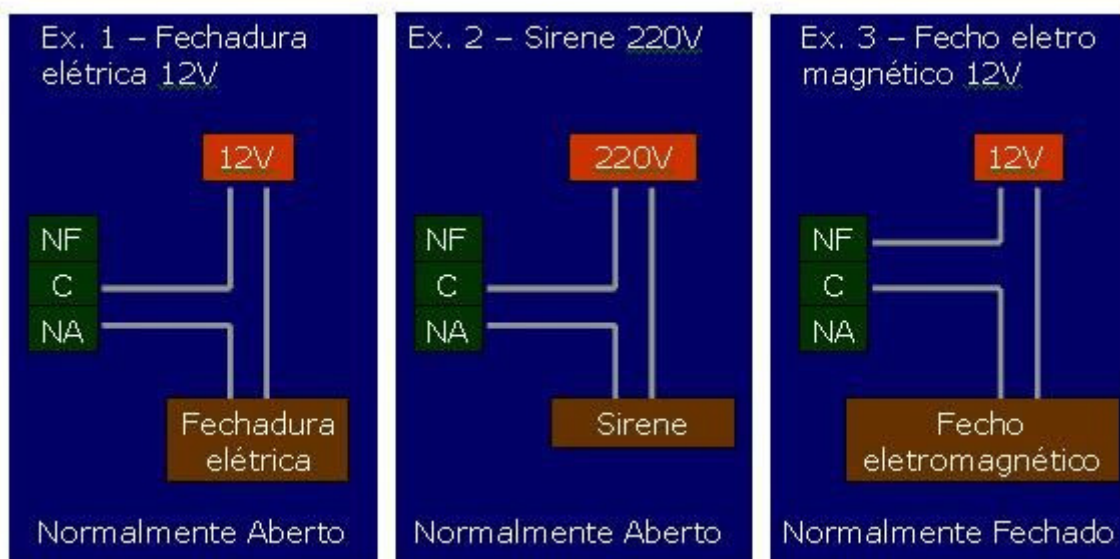 Ex. 1 – Fechadura
elétrica 12V
12V
NF
C
NA
Fechadura
elétrica
Normalmente Aberto
Ex. 2 – Sirene 220V
220V
NF
C
NA
Sirene
Normalmente Aberto
Ex. 3 – Fecho eletro
magnético 12V
12V
NF
C
NA
Fecho
eletromagnético
Normalmente Fechado